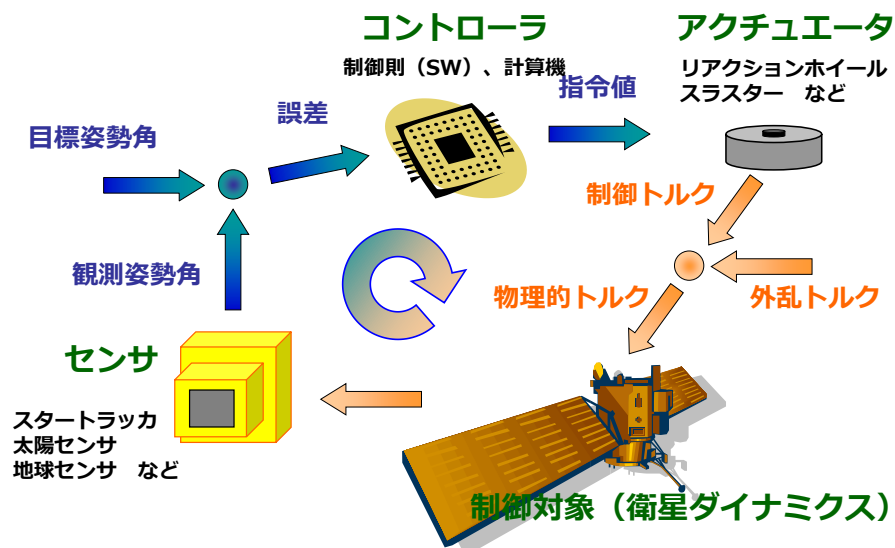 コントローラ
制御則（SW）、計算機
アクチュエータ
リアクションホイール
スラスター　など
指令値
誤差
目標姿勢角
制御トルク
観測姿勢角
物理的トルク
外乱トルク
センサ
スタートラッカ
太陽センサ
地球センサ　など
制御対象（衛星ダイナミクス）